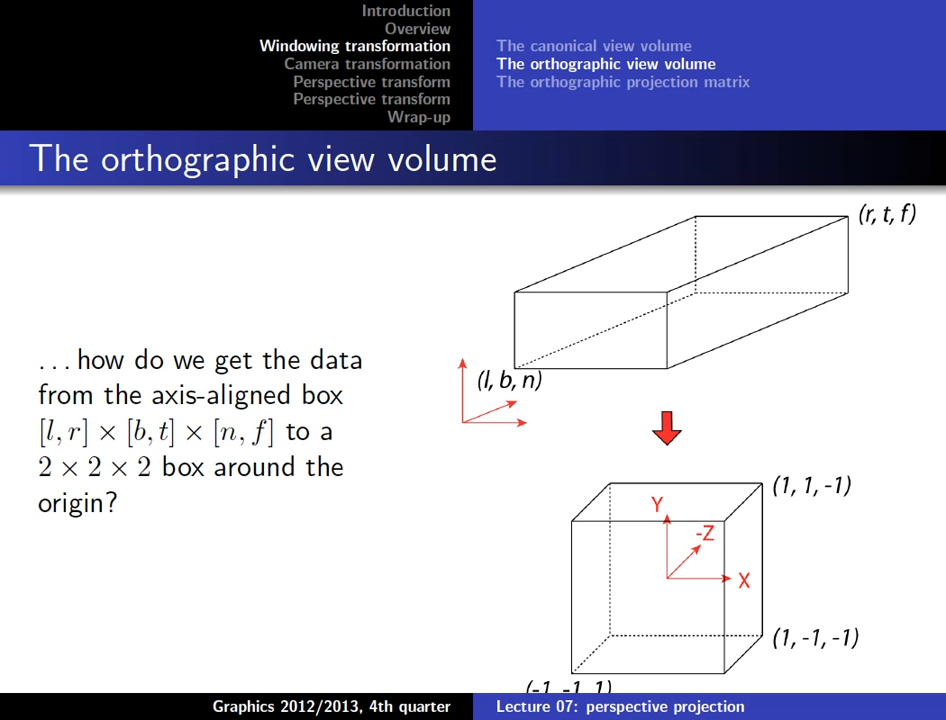 Introduction
Overview
Windowing transformation
Camera transformation
Perspective transform
Perspective transform
Wrap-up
The canonical view volume
The orthographic view volume
The orthographic projection matrix
The orthographic view volume
. . . how do we get the data
from the axis-aligned box
[l, r] × [b, t] × [n, f] to a
2 × 2 × 2 box around the
origin?
(r, t, f)
(l, b, n)
(1, 1, -1)
Y
-Z
X
(1, -1, -1)
(-1, -1, 1)
Graphics 2012/2013, 4th quarter
Lecture 07: perspective projection